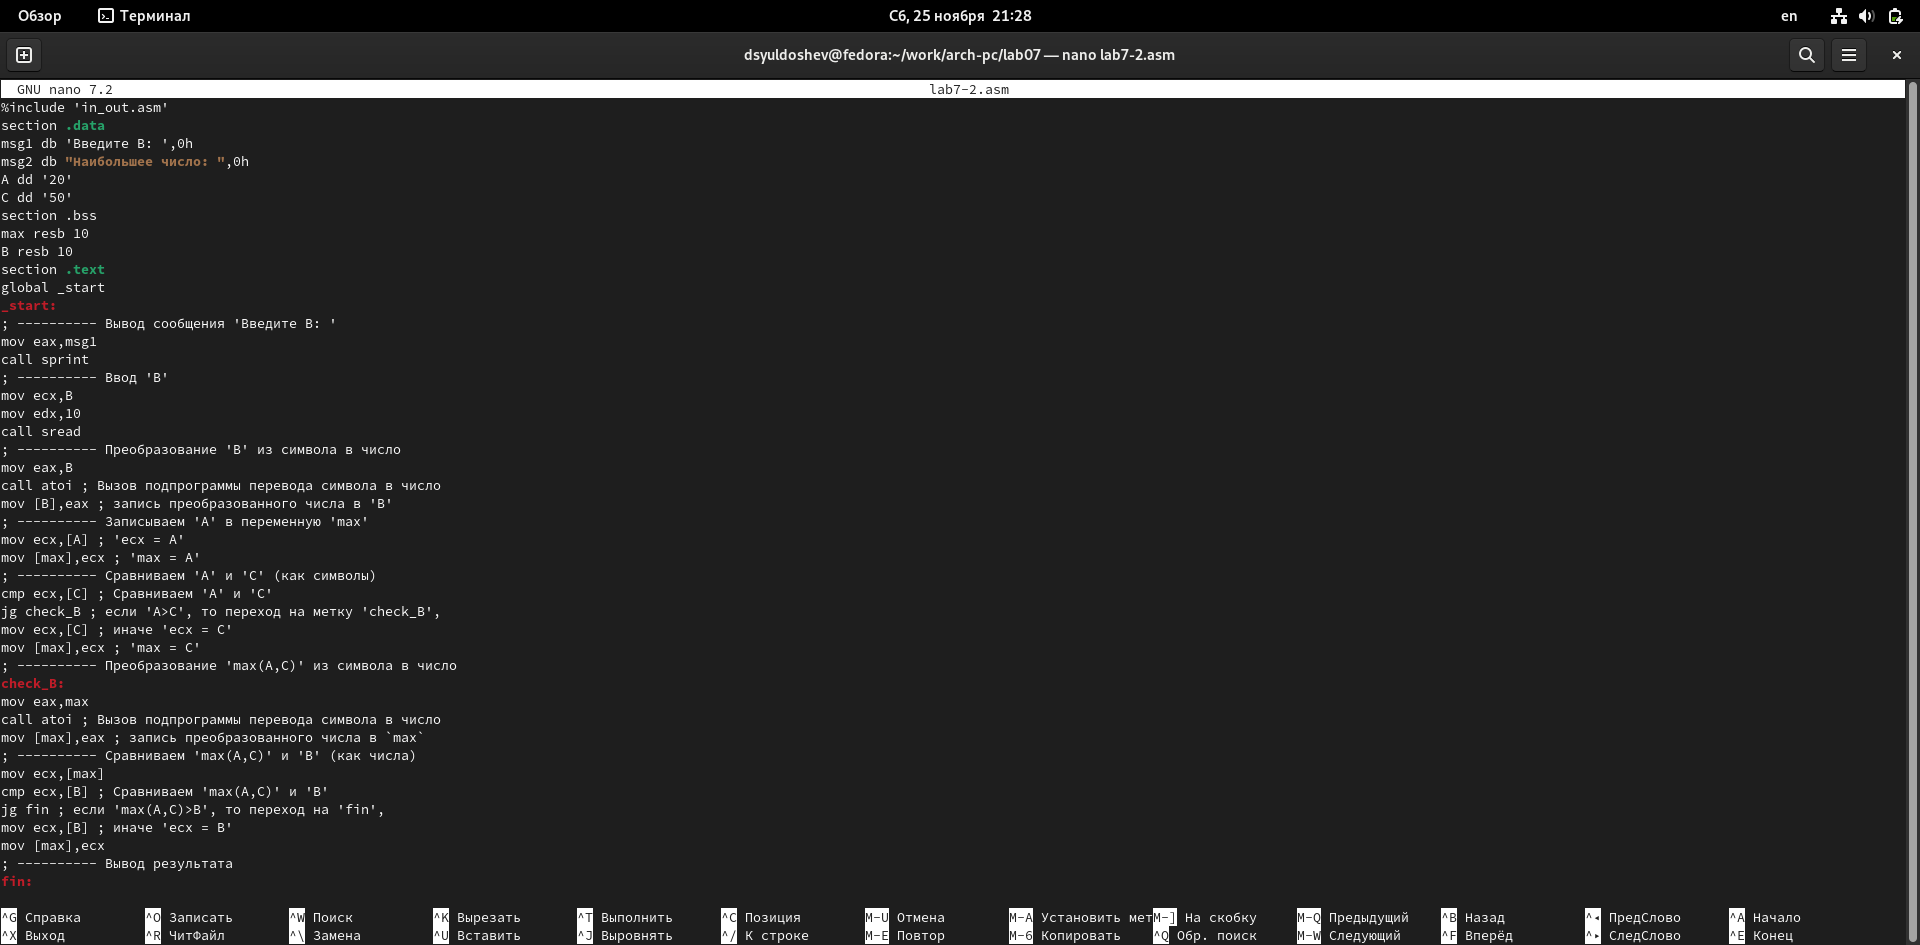 Обзор Терминал Сб, 25 ноября 21:28 en
dsyuldoshev@fedora:~/work/arch-pc/lab07 — nano lab7-2.asm
GNU nano 7.2 lab7-2.asm
%include 'in_out.asm'
section .data
msg1 db 'Введите B: ',0h
msg2 db "Наибольшее число: ",0h
A dd '20'
C dd '50'
section .bss
max resb 10
B resb 10
section .text
global _start
_start:
; ---------- Вывод сообщения 'Введите B: '
mov eax,msg1
call sprint
; ---------- Ввод 'B'
mov ecx,B
mov edx,10
call sread
; ---------- Преобразование 'B' из символа в число
mov eax,B
call atoi ; Вызов подпрограммы перевода символа в число
mov [B],eax ; запись преобразованного числа в 'B'
; ---------- Записываем 'A' в переменную 'max'
mov ecx,[A] ; 'ecx = A'
mov [max],ecx ; 'max = A'
; ---------- Сравниваем 'A' и 'C' (как символы)
cmp ecx,[C] ; Сравниваем 'A' и 'C'
jg check_B ; если 'A>C', то переход на метку 'check_B',
mov ecx,[C] ; иначе 'ecx = C'
mov [max],ecx ; 'max = C'
; ---------- Преобразование 'max(A,C)' из символа в число
check_B:
mov eax,max
call atoi ; Вызов подпрограммы перевода символа в число
mov [max],eax ; запись преобразованного числа в `max`
; ---------- Сравниваем 'max(A,C)' и 'B' (как числа)
mov ecx,[max]
cmp ecx,[B] ; Сравниваем 'max(A,C)' и 'B'
jg fin ; если 'max(A,C)>B', то переход на 'fin',
mov ecx,[B] ; иначе 'ecx = B'
mov [max],ecx
; ---------- Вывод результата
fin:
^G Справка ^O Записать ^W Поиск ^K Вырезать ^T Выполнить ^C Позиция M-U Отмена M-A Установить мет M-] На скобку M-Q Предыдущий ^B Назад ^◂ ПредСлово ^A Начало
^X Выход ^R ЧитФайл ^\ Замена ^U Вставить ^J Выровнять ^/ К строке M-E Повтор M-6 Копировать ^Q Обр. поиск M-W Следующий ^F Вперёд ^▸ СледСлово ^E Конец